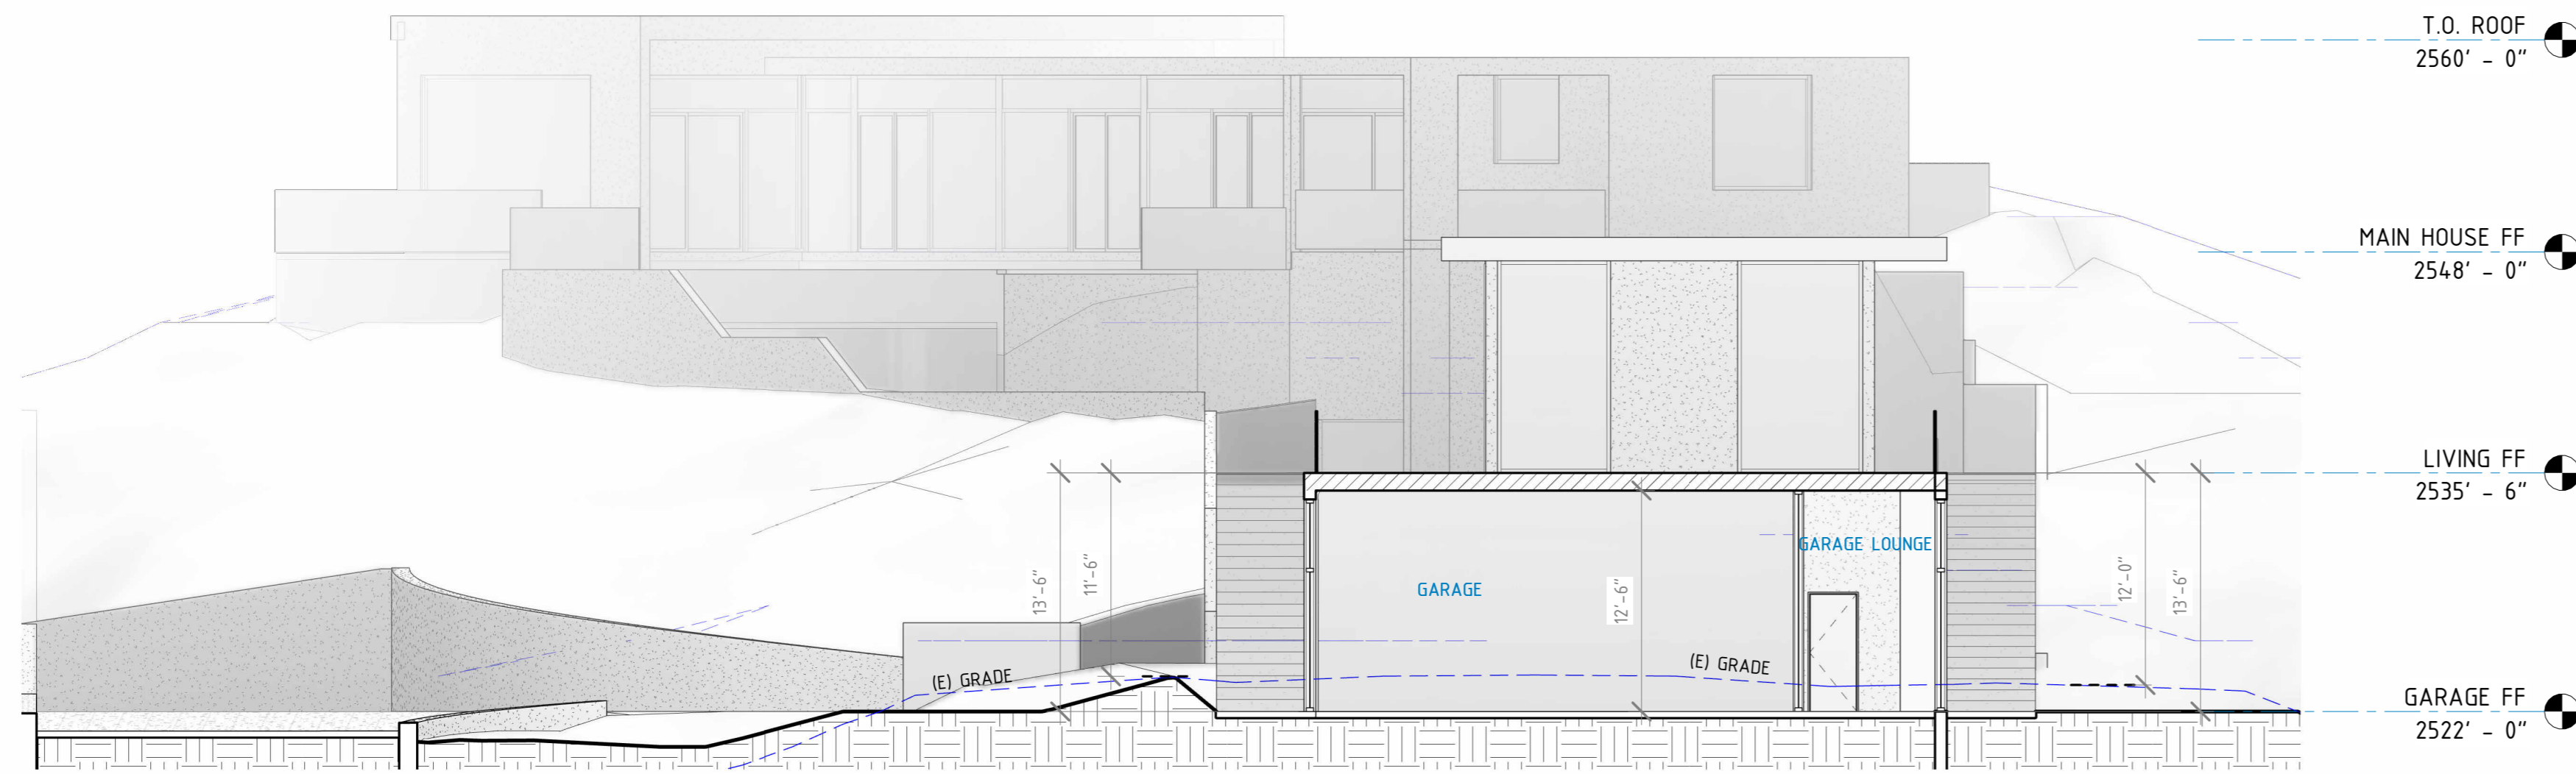 T.O. ROOF
2560' - 0"
MAIN HOUSE FF
2548' - 0"
LIVING FF
2535' - 6"
GARAGE LOUNGE
GARAGE
13'-6"
11'-6"
12'-6"
12'-0"
13'-6"
(E) GRADE
(E) GRADE
GARAGE FF
2522' - 0"